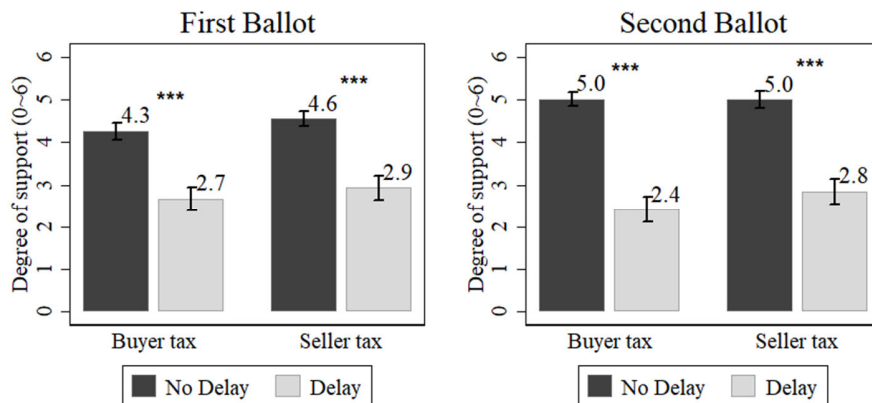 First Ballot
Degree of support (0~6)
6
5
4
3
2
1
0
4.3
***
2.7
4.6
***
2.9
Buyer tax
Seller tax
No Delay
Delay
Second Ballot
Degree of support (0~6)
6
5
4
3
2
1
0
5.0
***
2.4
5.0
***
2.8
Buyer tax
Seller tax
No Delay
Delay